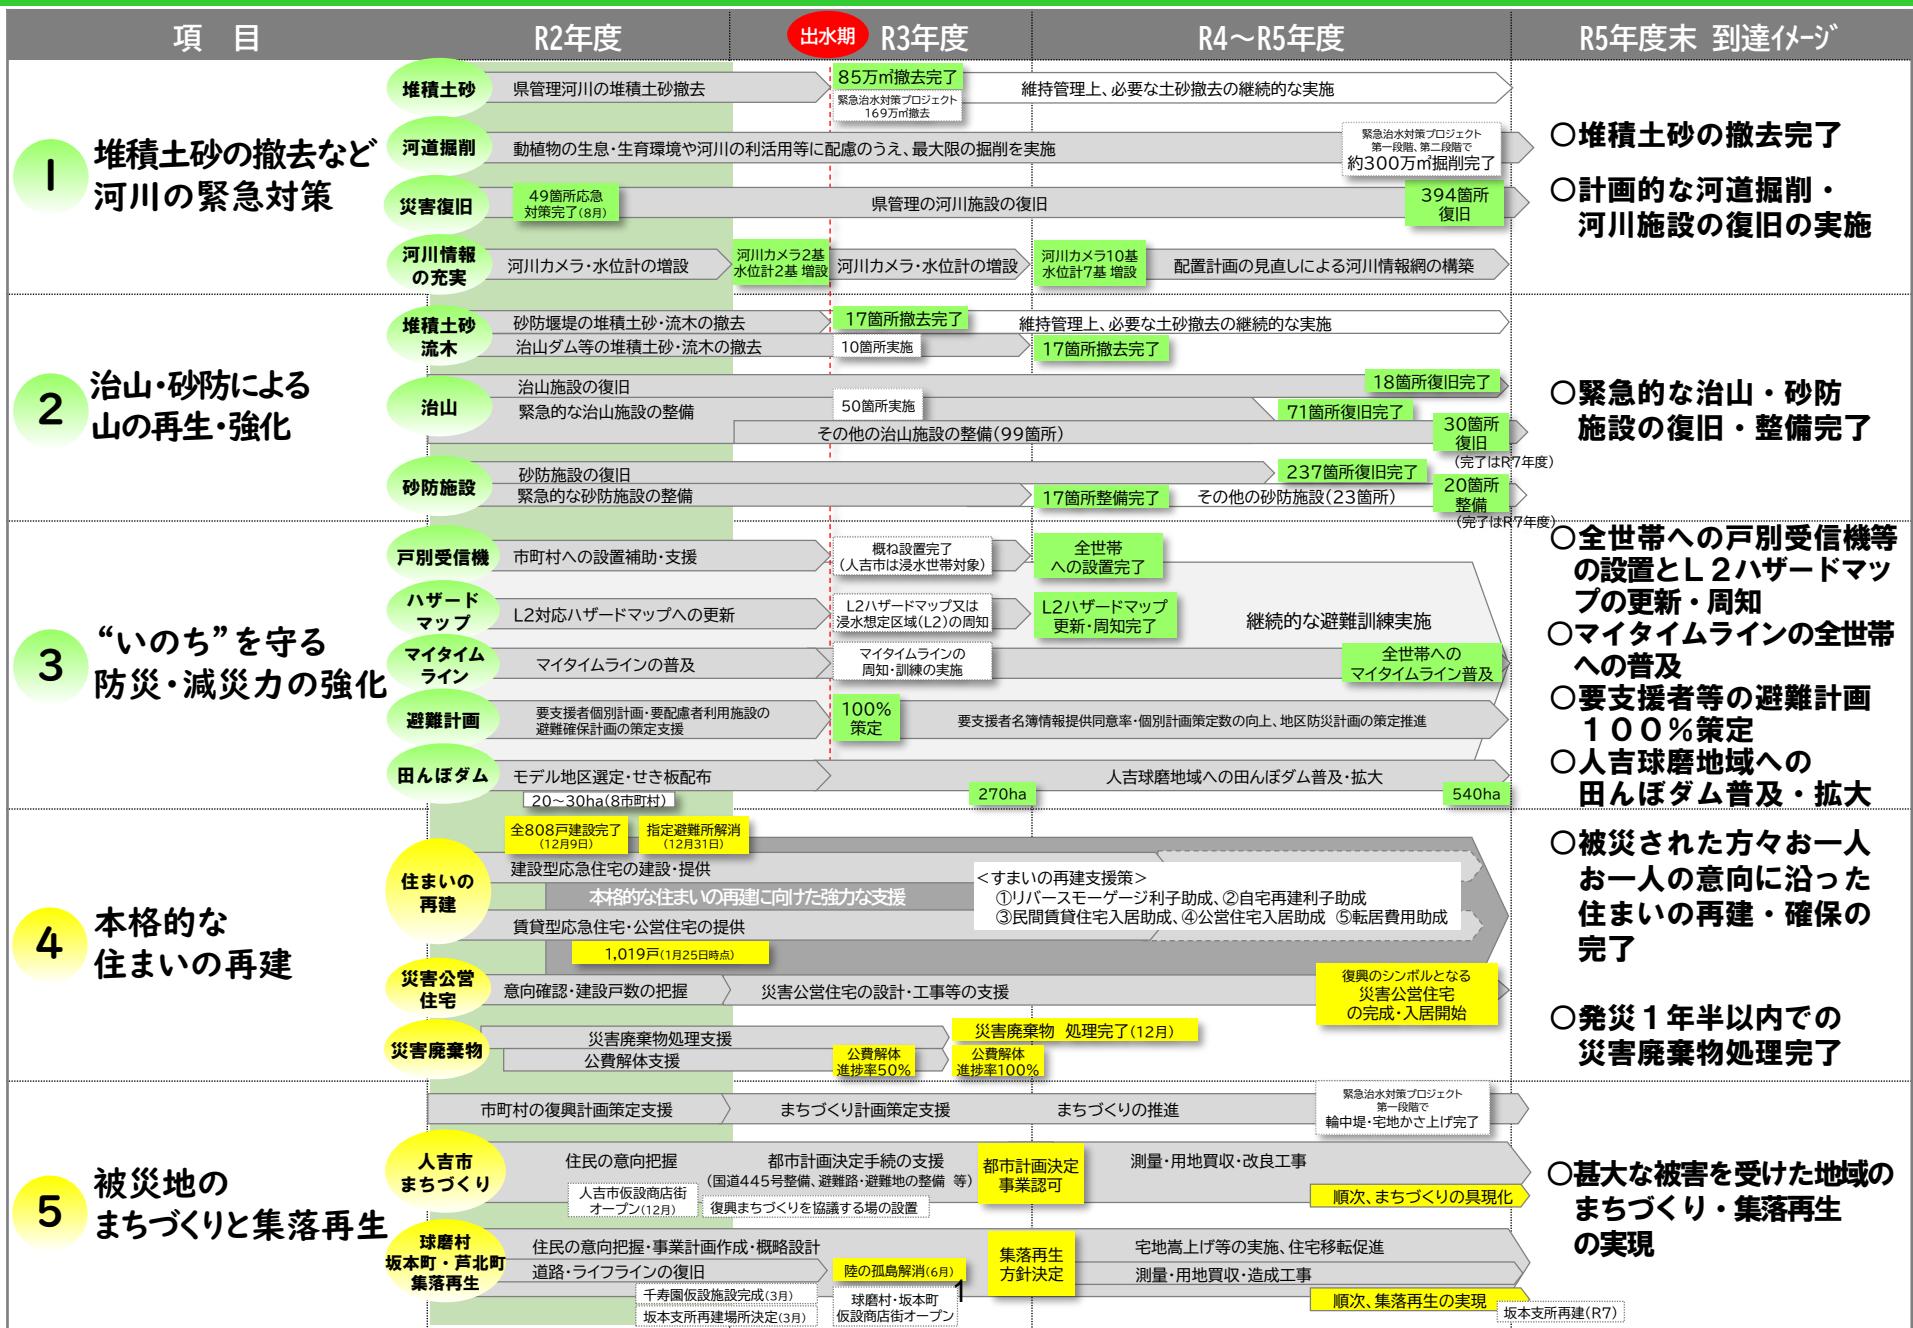 項　目
R2年度
出水期
R3年度
R4～R5年度
R5年度末 到達イメージ
1
堆積土砂の撤去など
河川の緊急対策
堆積土砂
県管理河川の堆積土砂撤去
85万㎥撤去完了
緊急治水対策プロジェクト
169万㎥撤去
維持管理上、必要な土砂撤去の継続的な実施
河道掘削
動植物の生息・生育環境や河川の利活用等に配慮のうえ、最大限の掘削を実施
緊急治水対策プロジェクト
第一段階、第二段階で
約300万㎥掘削完了
災害復旧
49箇所応急
対策完了(8月)
県管理の河川施設の復旧
394箇所
復旧
河川情報
の充実
河川カメラ・水位計の増設
河川カメラ2基
水位計2基 増設
河川カメラ・水位計の増設
河川カメラ10基
水位計7基 増設
配置計画の見直しによる河川情報網の構築
○堆積土砂の撤去完了
○計画的な河道掘削・
河川施設の復旧の実施
2
治山・砂防による
山の再生・強化
堆積土砂
流木
砂防堰堤の堆積土砂・流木の撤去
17箇所撤去完了
維持管理上、必要な土砂撤去の継続的な実施
治山ダム等の堆積土砂・流木の撤去
10箇所実施
17箇所撤去完了
治山
治山施設の復旧
18箇所復旧完了
緊急的な治山施設の整備
50箇所実施
71箇所復旧完了
その他の治山施設の整備(99箇所)
30箇所
復旧
(完了はR7年度)
砂防施設
砂防施設の復旧
237箇所復旧完了
緊急的な砂防施設の整備
17箇所整備完了
その他の砂防施設(23箇所)
20箇所
整備
(完了はR7年度)
○緊急的な治山・砂防
施設の復旧・整備完了
3
“いのち”を守る
防災・減災力の強化
戸別受信機
市町村への設置補助・支援
概ね設置完了
(人吉市は浸水世帯対象)
全世帯
への設置完了
ハザード
マップ
L2対応ハザードマップへの更新
L2ハザードマップ又は
浸水想定区域(L2)の周知
L2ハザードマップ
更新・周知完了
継続的な避難訓練実施
マイタイム
ライン
マイタイムラインの普及
マイタイムラインの
周知・訓練の実施
全世帯への
マイタイムライン普及
避難計画
要支援者個別計画・要配慮者利用施設の
避難確保計画の策定支援
100%
策定
要支援者名簿情報提供同意率・個別計画策定数の向上、地区防災計画の策定推進
田んぼダム
モデル地区選定・せき板配布
20～30ha(8市町村)
人吉球磨地域への田んぼダム普及・拡大
270ha
540ha
○全世帯への戸別受信機等
の設置とL２ハザードマッ
プの更新・周知
○マイタイムラインの全世帯
への普及
○要支援者等の避難計画
１００％策定
○人吉球磨地域への
田んぼダム普及・拡大
4
本格的な
住まいの再建
住まいの
再建
全808戸建設完了
(12月9日)
指定避難所解消
(12月31日)
建設型応急住宅の建設・提供
本格的な住まいの再建に向けた強力な支援
賃貸型応急住宅・公営住宅の提供
1,019戸(1月25日時点)
＜すまいの再建支援策＞
①リバースモーゲージ利子助成、②自宅再建利子助成
③民間賃貸住宅入居助成、④公営住宅入居助成 ⑤転居費用助成
災害公営
住宅
意向確認・建設戸数の把握
災害公営住宅の設計・工事等の支援
復興のシンボルとなる
災害公営住宅
の完成・入居開始
災害廃棄物
災害廃棄物処理支援
災害廃棄物 処理完了(12月)
公費解体支援
公費解体
進捗率50%
公費解体
進捗率100%
○被災された方々お一人
お一人の意向に沿った
住まいの再建・確保の
完了
○発災１年半以内での
災害廃棄物処理完了
5
被災地の
まちづくりと集落再生
市町村の復興計画策定支援
まちづくり計画策定支援
まちづくりの推進
緊急治水対策プロジェクト
第一段階で
輪中堤・宅地かさ上げ完了
人吉市
まちづくり
住民の意向把握
都市計画決定手続の支援
(国道445号整備、避難路・避難地の整備 等)
人吉市仮設商店街
オープン(12月)
復興まちづくりを協議する場の設置
都市計画決定
事業認可
測量・用地買収・改良工事
順次、まちづくりの具現化
球磨村
坂本町・芦北町
集落再生
住民の意向把握・事業計画作成・概略設計
道路・ライフラインの復旧
陸の孤島解消(6月)
千寿園仮設施設完成(3月)
坂本支所再建場所決定(3月)
球磨村・坂本町
仮設商店街オープン
1
集落再生
方針決定
宅地嵩上げ等の実施、住宅移転促進
測量・用地買収・造成工事
順次、集落再生の実現
坂本支所再建(R7)
○甚大な被害を受けた地域の
まちづくり・集落再生
の実現